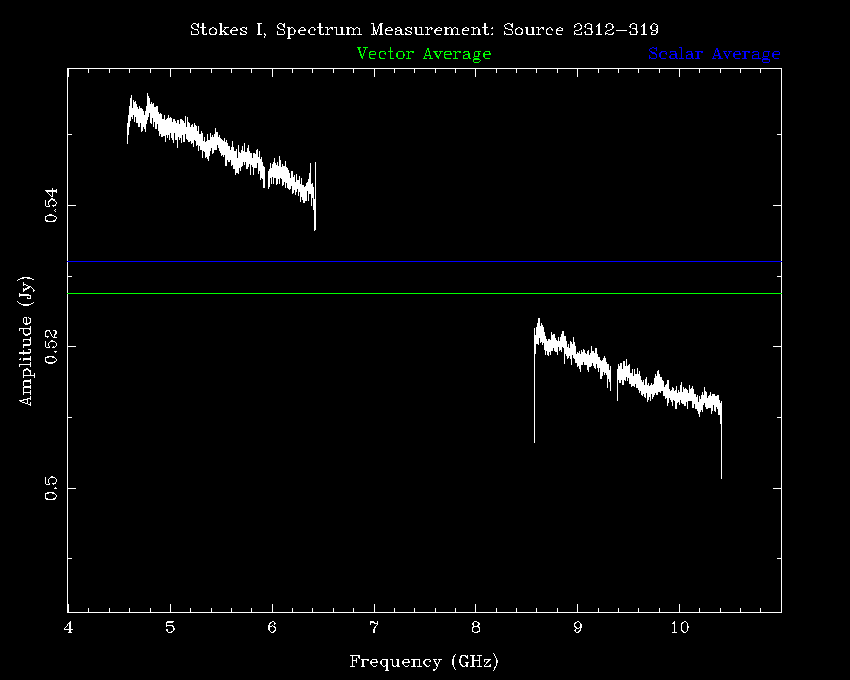 Stokes I, Spectrum Measurement: Source 2312-319
Vector Average Scalar Average
0.54
0.52
0.5
Amplitude (Jy)
4 5 6 7 8 9 10
Frequency (GHz)